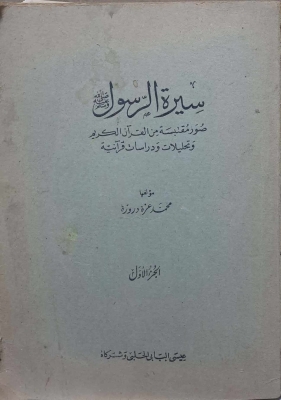 سيرة الرسول ﷺ
صور مقتبسة من القرآن الكريم
وتحليلات ودراسات قرآنية
مؤلفها
محمد عزة دروزة
الجزء الأول
عيسى البابي الحلبي وشركاه